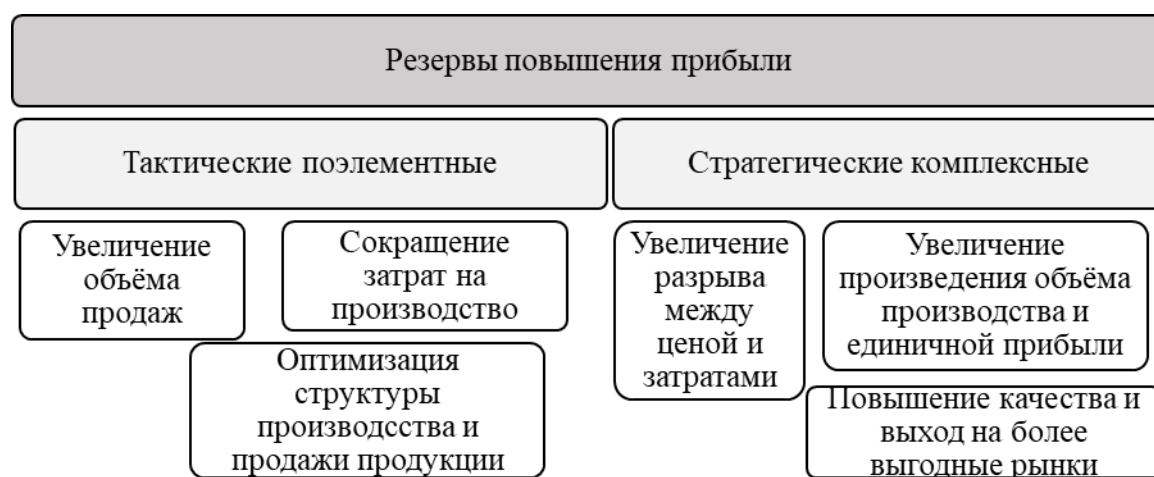 Резервы повышения прибыли
Тактические поэлементные
Стратегические комплексные
Увеличение
объёма
продаж
Сокращение
затрат на
производство
Оптимизация
структуры
производсства и
продажи продукции
Увеличение
разрыва
между
ценой и
затратами
Увеличение
произведения объёма
производства и
единичной прибыли
Повышение качества и
выход на более
выгодные рынки